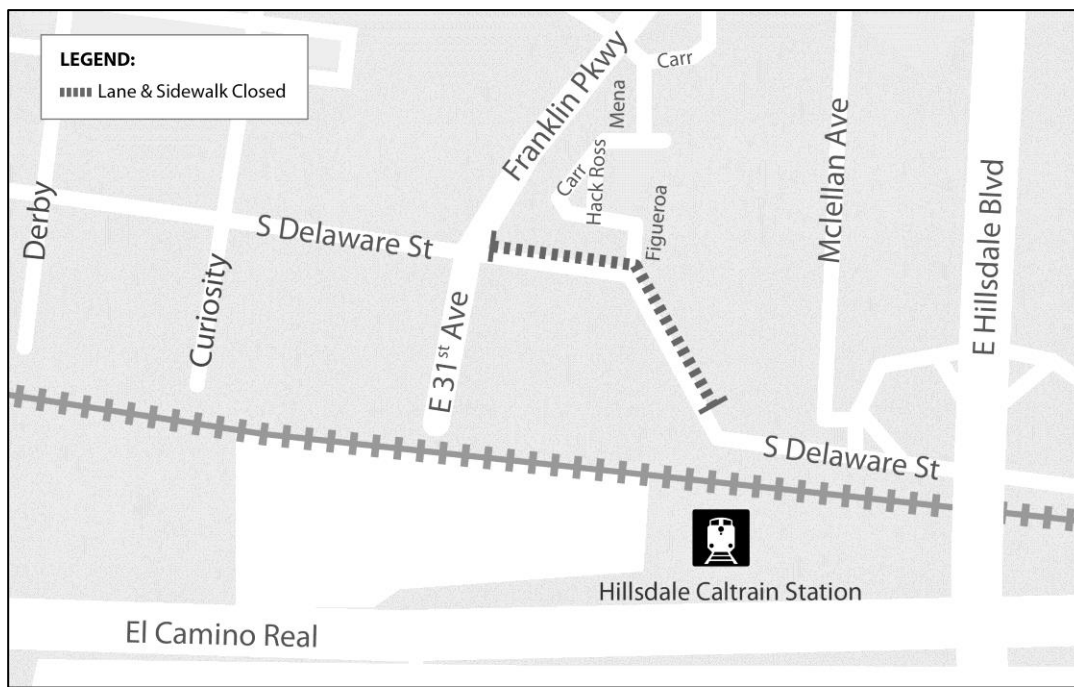 LEGEND:
Lane & Sidewalk Closed
Franklin Pkwy
Carr
Mena
Carr
Hack Ross
Figueroa
Mclellan Ave
E Hillsdale Blvd
Derby
S Delaware St
Curiosity
E 31st Ave
S Delaware St
Hillsdale Caltrain Station
El Camino Real